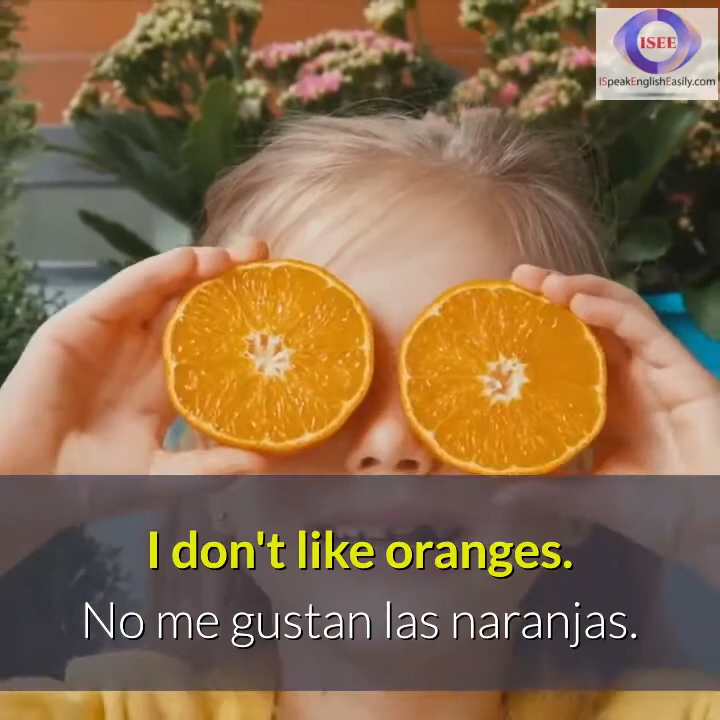 ISEE
ISpeakEnglishEasily.com
I don't like oranges.
No me gustan las naranjas.